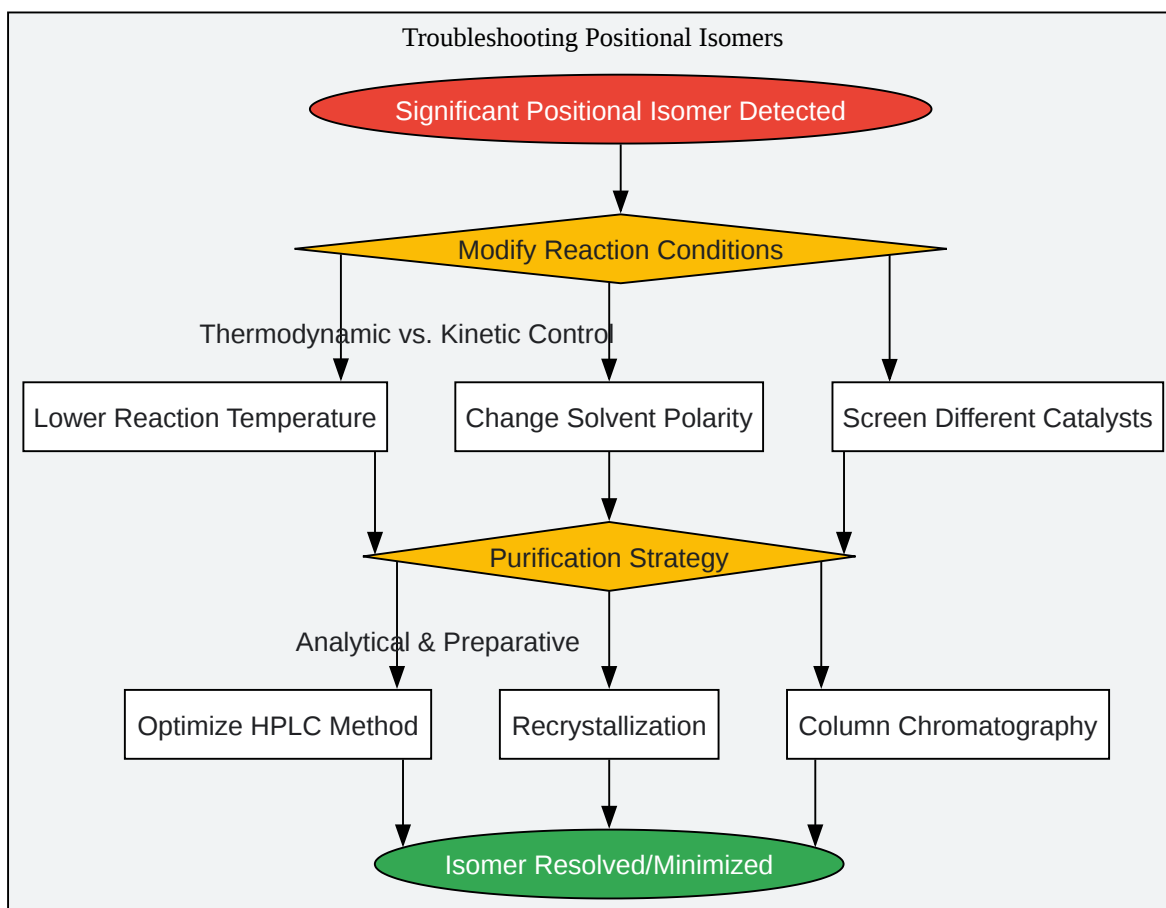 Troubleshooting Positional Isomers
Significant Positional Isomer Detected
Modify Reaction Conditions
Thermodynamic vs. Kinetic Control
Lower Reaction Temperature
Change Solvent Polarity
Screen Different Catalysts
Purification Strategy
Analytical & Preparative
Optimize HPLC Method
Recrystallization
Column Chromatography
Isomer Resolved/Minimized